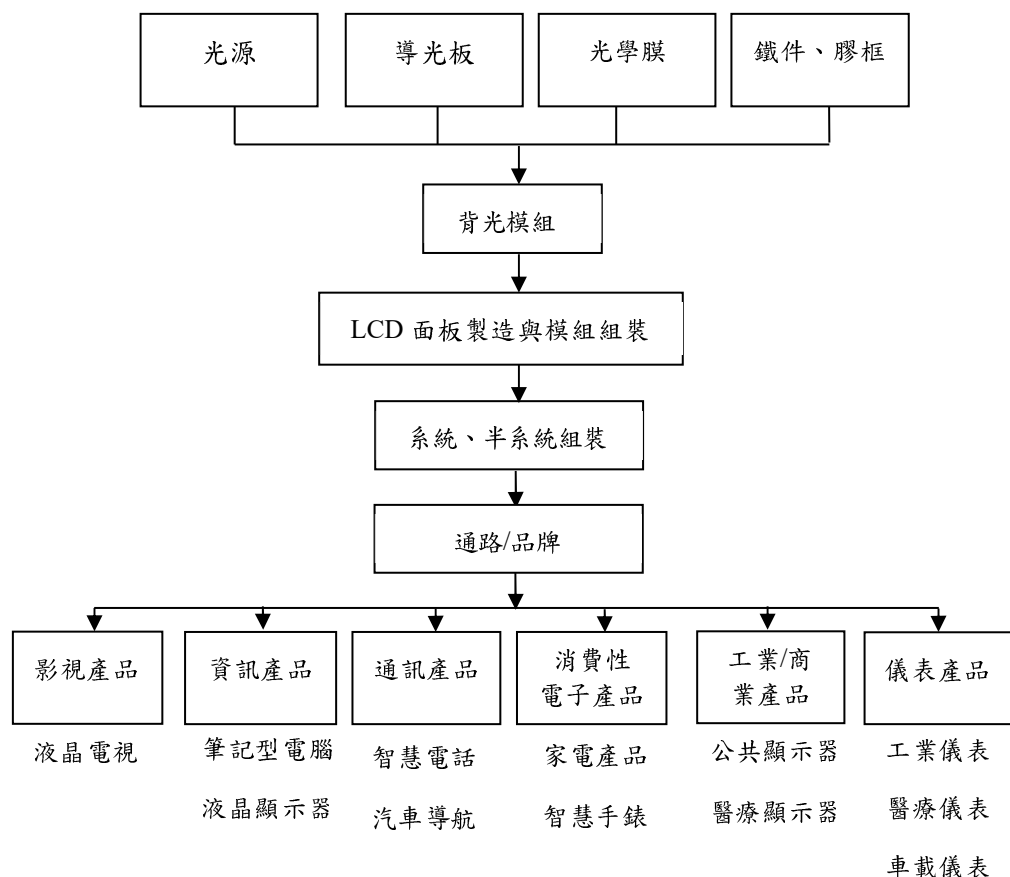 光源
導光板
光學膜
鐵件、膠框
背光模組
LCD 面板製造與模組組裝
系統、半系統組裝
通路/品牌
影視產品
資訊產品
通訊產品
消費性
電子產品
工業/商
業產品
儀表產品
液晶電視
筆記型電腦
液晶顯示器
智慧電話
汽車導航
家電產品
智慧手錶
公共顯示器
醫療顯示器
工業儀表
醫療儀表
車載儀表